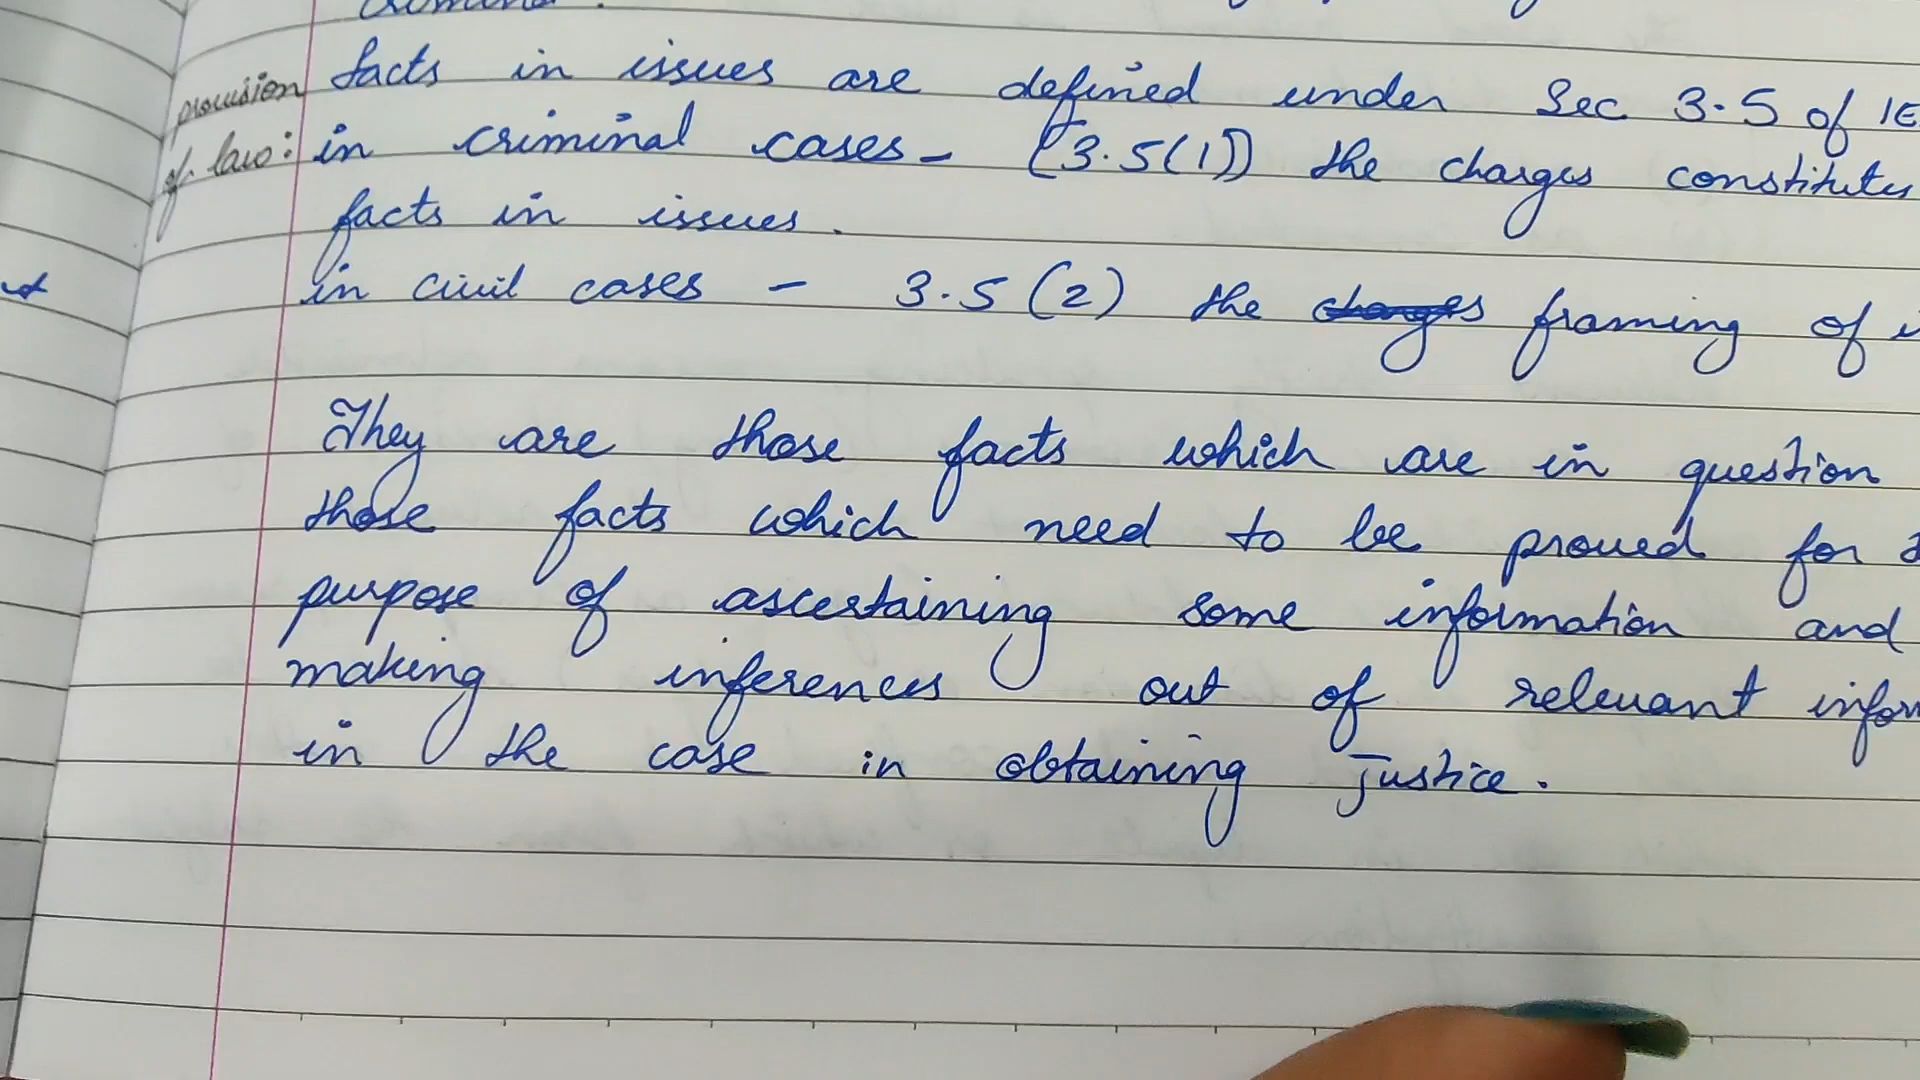 provision
of law:
facts in issues are defined under Sec 3.5 of IE
in criminal cases - [3.5(1)] the charges constitutes
facts in issues.
in civil cases - 3.5 (2) the charges framing of
They are those facts which are in question
those facts which need to be proved for
purpose of ascertaining some information and
making inferences out of relevant infor
in the case in obtaining justice.